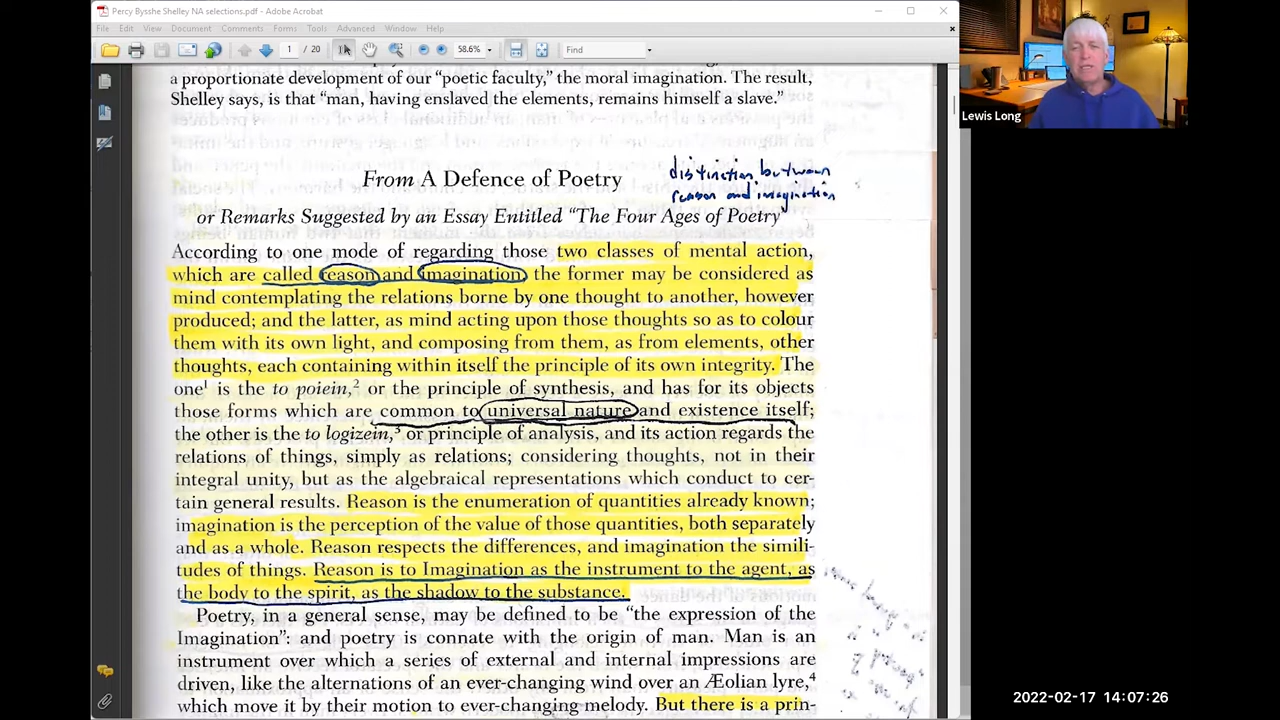 Percy Bysshe Shelley NA selections.pdf - Adobe Acrobat
File Edit View Document Comments Forms Tools Advanced Window Help
1 / 20 58.6% Find
a proportionate development of our “poetic faculty,” the moral imagination. The result,
Shelley says, is that “man, having enslaved the elements, remains himself a slave.”
Lewis Long
distinction between
reason and imagination
From A Defence of Poetry
or Remarks Suggested by an Essay Entitled “The Four Ages of Poetry”
According to one mode of regarding those two classes of mental action,
which are called reason and imagination, the former may be considered as
mind contemplating the relations borne by one thought to another, however
produced; and the latter, as mind acting upon those thoughts so as to colour
them with its own light, and composing from them, as from elements, other
thoughts, each containing within itself the principle of its own integrity. The
one¹ is the to poiein,² or the principle of synthesis, and has for its objects
those forms which are common to universal nature and existence itself;
the other is the to logizein,³ or principle of analysis, and its action regards the
relations of things, simply as relations; considering thoughts, not in their
integral unity, but as the algebraical representations which conduct to cer-
tain general results. Reason is the enumeration of quantities already known;
imagination is the perception of the value of those quantities, both separately
and as a whole. Reason respects the differences, and imagination the simili-
tudes of things. Reason is to Imagination as the instrument to the agent, as
the body to the spirit, as the shadow to the substance.
Poetry, in a general sense, may be defined to be “the expression of the
Imagination”: and poetry is connate with the origin of man. Man is an
instrument over which a series of external and internal impressions are
driven, like the alternations of an ever-changing wind over an Æolian lyre,⁴
which move it by their motion to ever-changing melody. But there is a prin-
2022-02-17 14:07:26